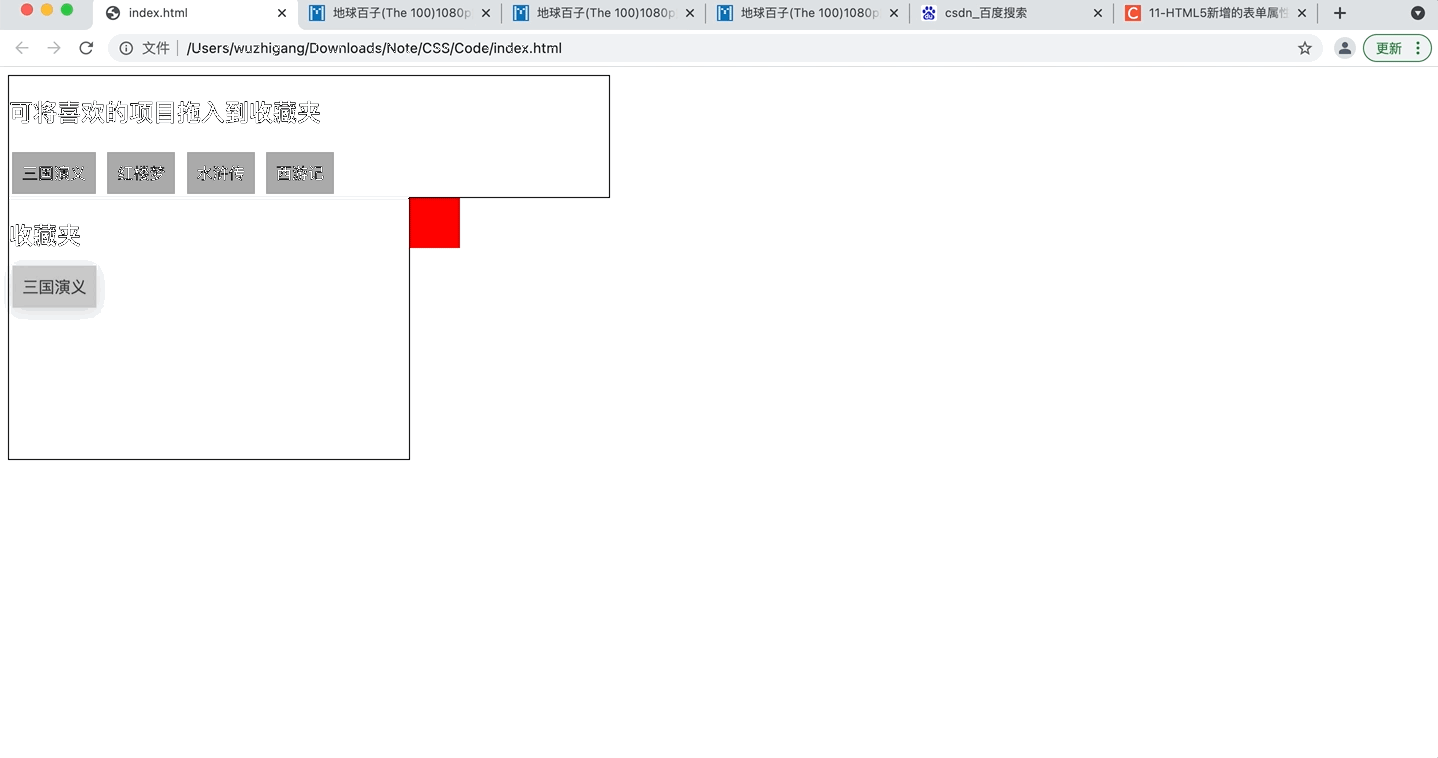 index.html
地球百子(The 100)1080p
地球百子(The 100)1080p
地球百子(The 100)1080p
csdn_百度搜索
11-HTML5新增的表单属性
文件
/Users/wuzhigang/Downloads/Note/CSS/Code/index.html
更新
可将喜欢的项目拖入到收藏夹
三国演义 红楼梦 水浒传 西游记
收藏夹
三国演义